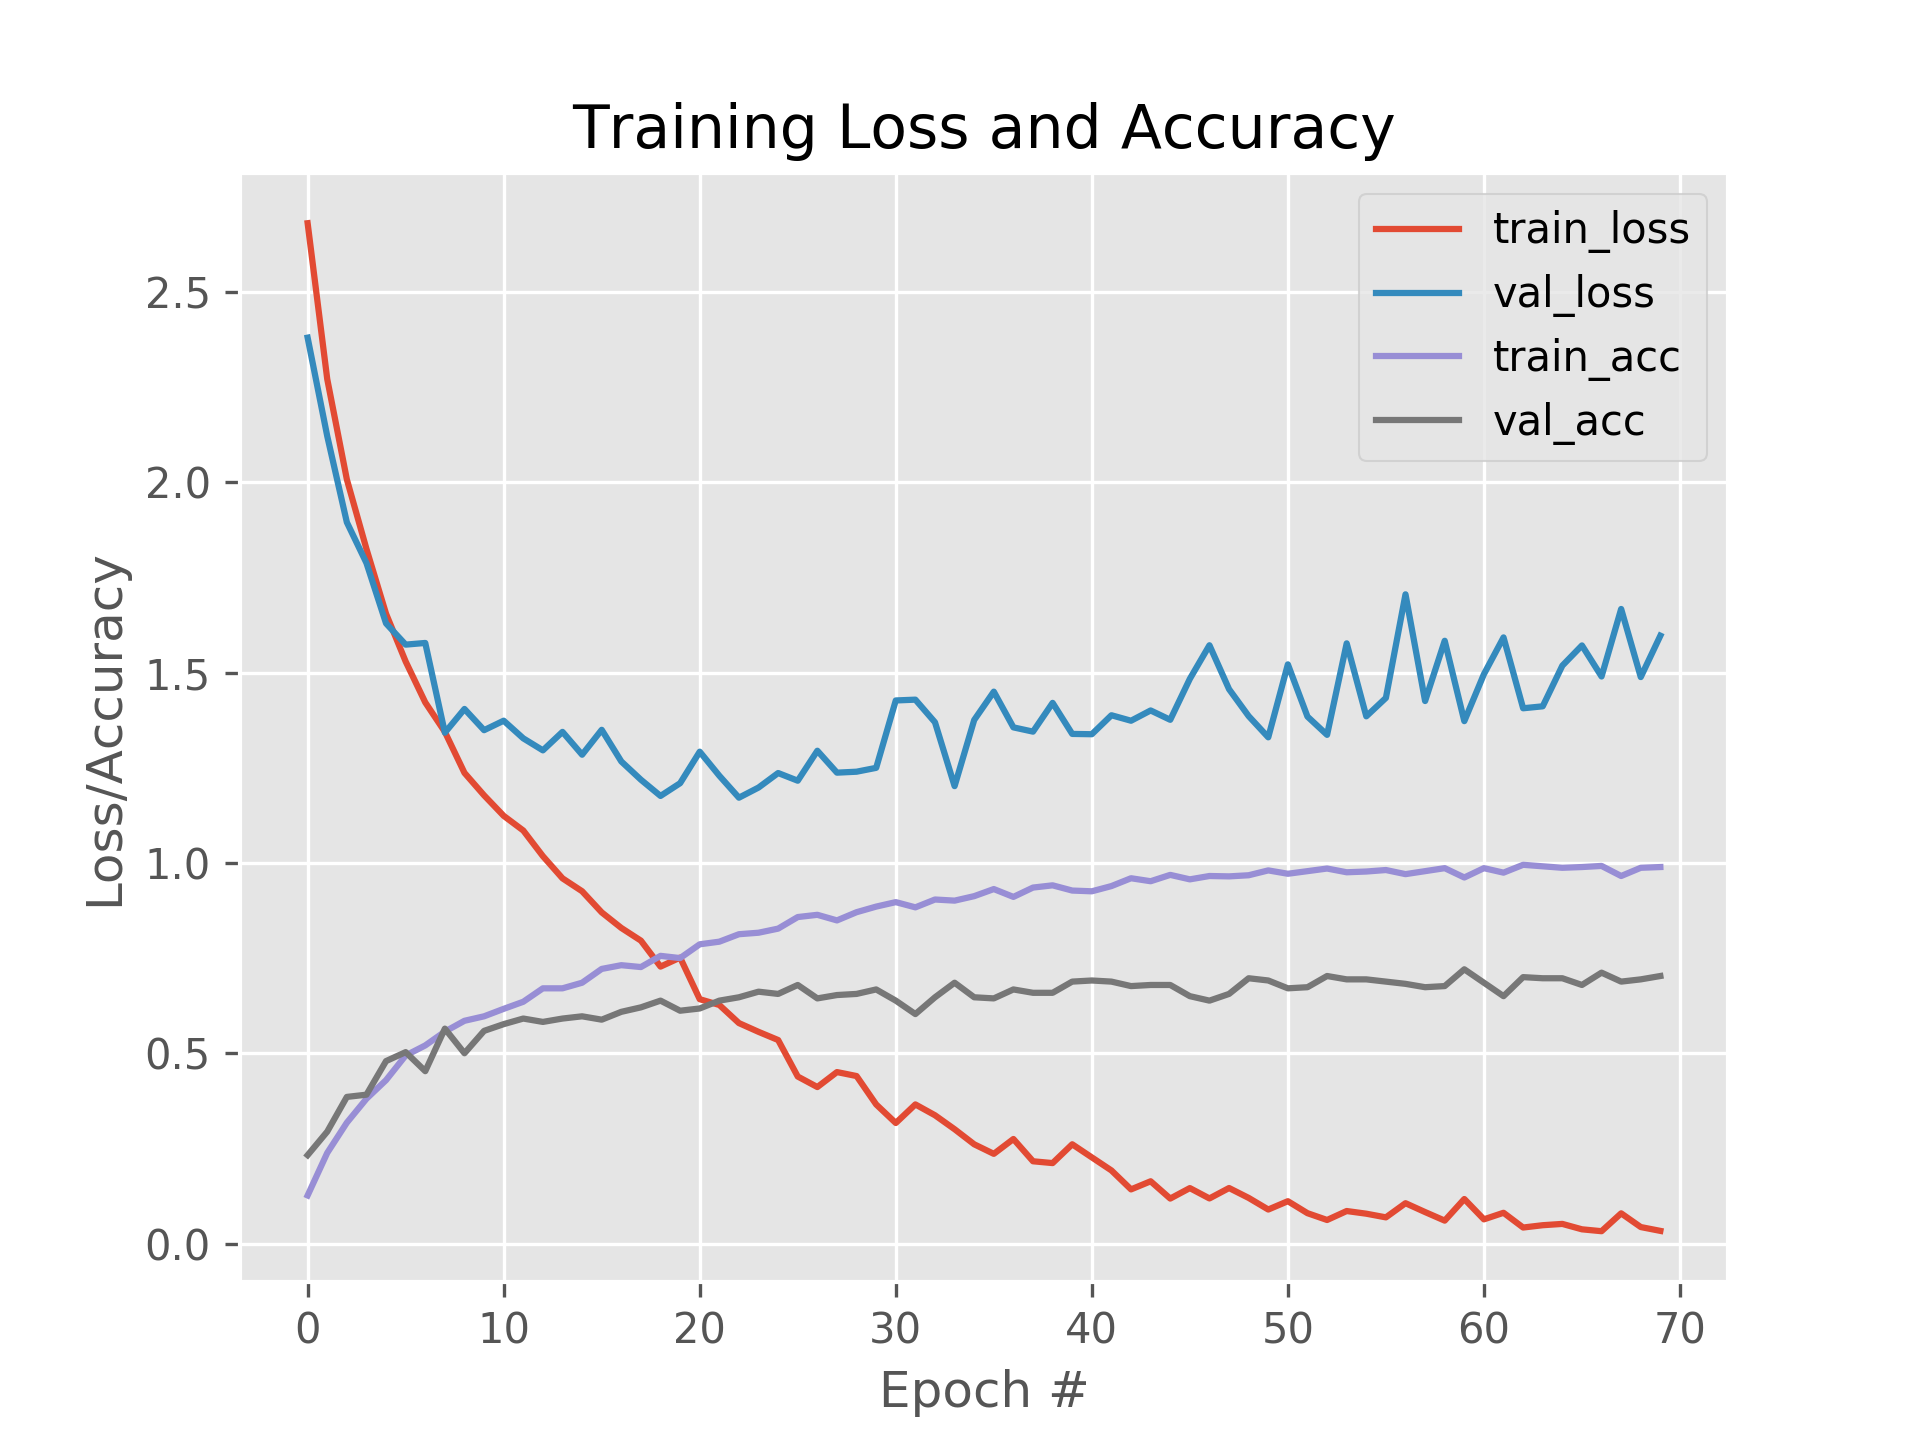 Training Loss and Accuracy
train_loss
val_loss
train_acc
val_acc
2.5
2.0
1.5
1.0
0.5
0.0
Loss/Accuracy
0 10 20 30 40 50 60 70
Epoch #